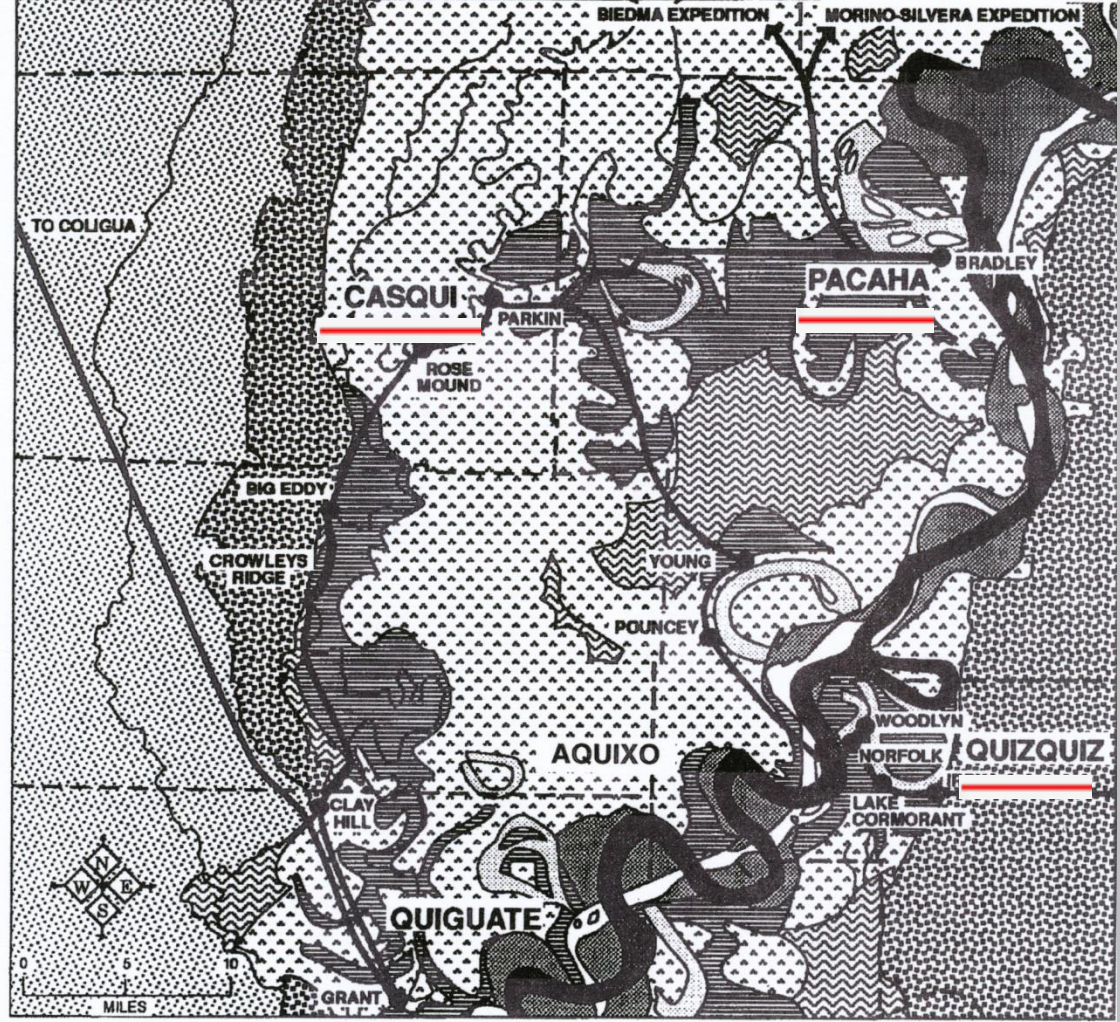 BIEDMA EXPEDITION
MORINO-SILVERA EXPEDITION
TO COLIGUA
BRADLEY
PACAHA
CASQUI
PARKIN
ROSE
MOUND
BIG EDDY
CROWLEYS
RIDGE
YOUNG
POUNCEY
WOODLYN
AQUIXO
NORFOLK
QUIZQUIZ
LAKE
CORMORANT
CLAY
HILL
N
W E
S
QUIGUATE
0 5 10
MILES
GRANT